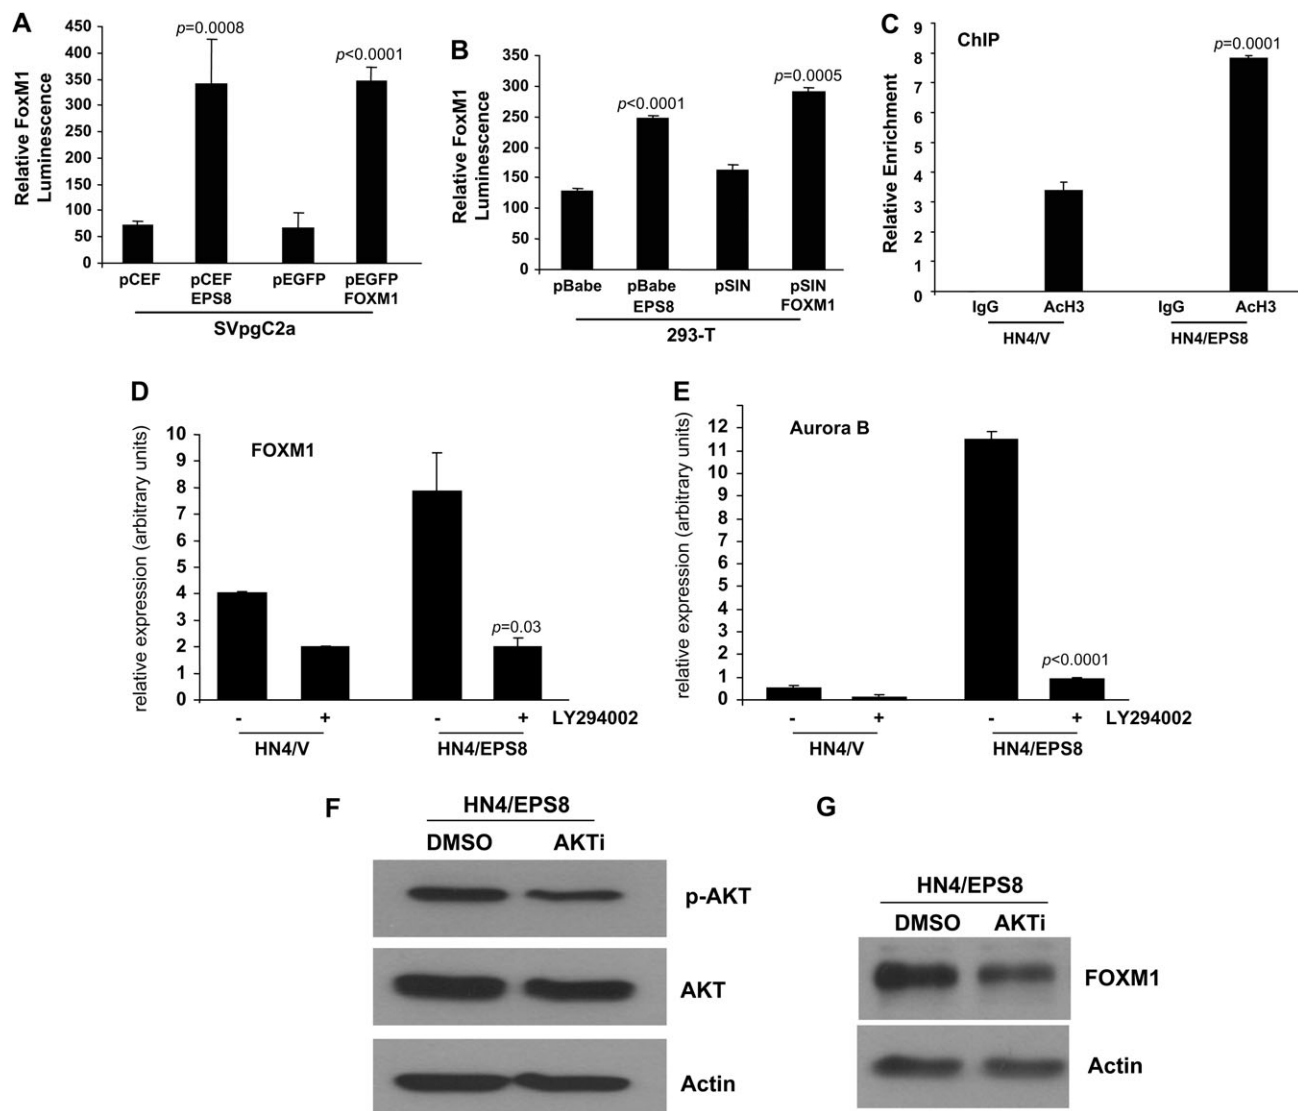 A
Relative FoxM1
Luminescence
450
400
350
300
250
200
150
100
50
0
p=0.0008
p<0.0001
pCEF
pCEF
EPS8
pEGFP
pEGFP
FOXM1
SVpgC2a
B
Relative FoxM1
Luminescence
350
300
250
200
150
100
50
0
p<0.0001
p=0.0005
pBabe
pBabe
EPS8
pSIN
pSIN
FOXM1
293-T
C
ChIP
Relative Enrichment
9
8
7
6
5
4
3
2
1
0
p=0.0001
IgG
AcH3
IgG
AcH3
HN4/V
HN4/EPS8
D
FOXM1
relative expression (arbitrary units)
10
9
8
7
6
5
4
3
2
1
0
p=0.03
- + - + LY294002
HN4/V
HN4/EPS8
E
Aurora B
relative expression (arbitrary units)
12
11
10
9
8
7
6
5
4
3
2
1
0
p<0.0001
- + - + LY294002
HN4/V
HN4/EPS8
F
HN4/EPS8
DMSO AKTi
p-AKT
AKT
Actin
G
HN4/EPS8
DMSO AKTi
FOXM1
Actin